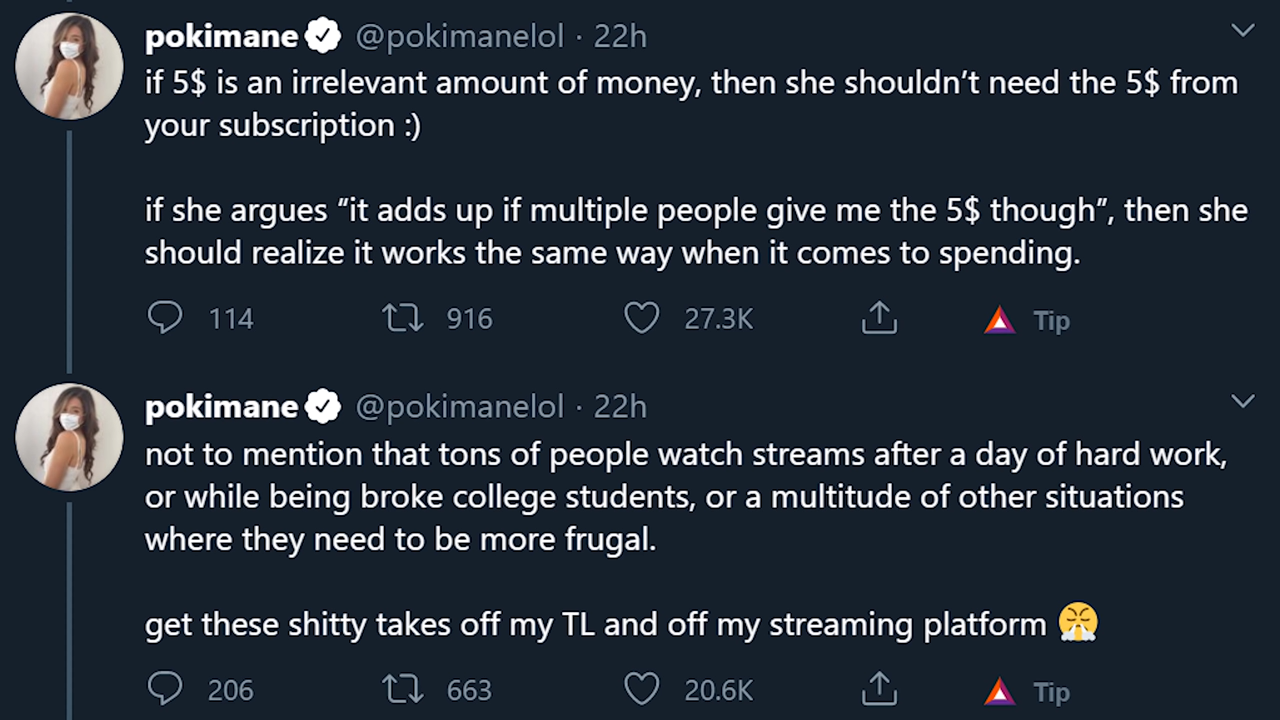 pokimane @pokimanelol · 22h
if 5$ is an irrelevant amount of money, then she shouldn’t need the 5$ from
your subscription :)
if she argues “it adds up if multiple people give me the 5$ though”, then she
should realize it works the same way when it comes to spending.
114 916 27.3K Tip
pokimane @pokimanelol · 22h
not to mention that tons of people watch streams after a day of hard work,
or while being broke college students, or a multitude of other situations
where they need to be more frugal.
get these shitty takes off my TL and off my streaming platform 😤
206 663 20.6K Tip